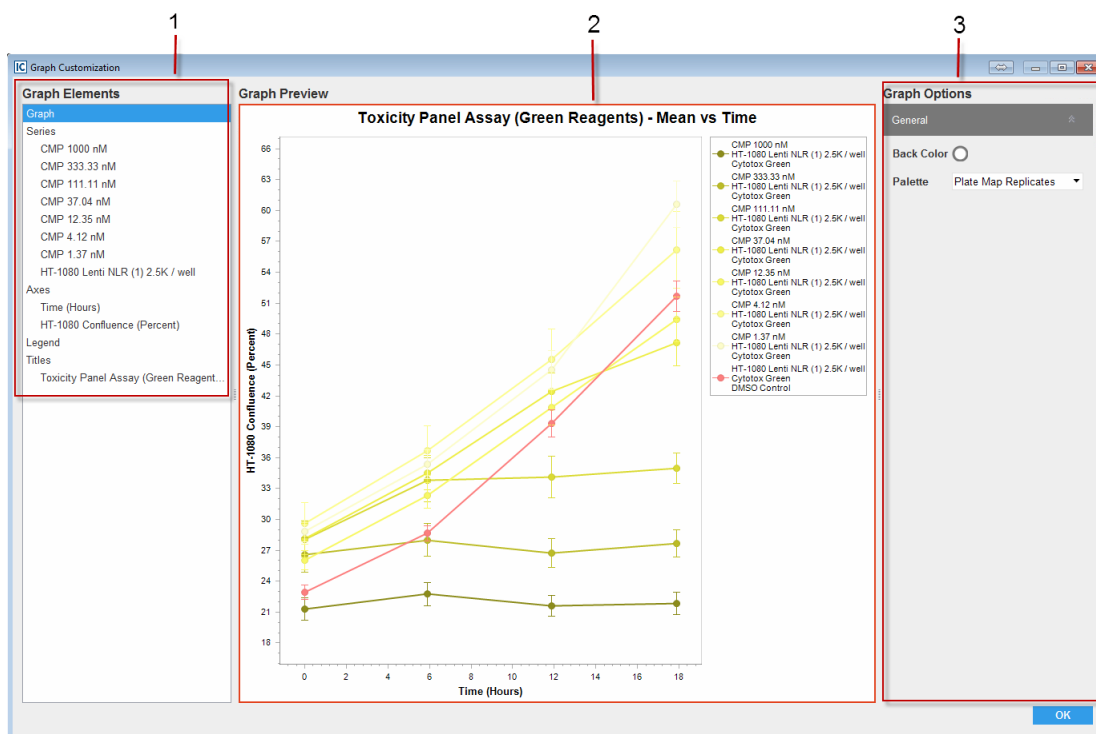 1
2
3
IC Graph Customization
Graph Elements
Graph
Series
CMP 1000 nM
CMP 333.33 nM
CMP 111.11 nM
CMP 37.04 nM
CMP 12.35 nM
CMP 4.12 nM
CMP 1.37 nM
HT-1080 Lenti NLR (1) 2.5K / well
Axes
Time (Hours)
HT-1080 Confluence (Percent)
Legend
Titles
Toxicity Panel Assay (Green Reagent...
Graph Preview
Toxicity Panel Assay (Green Reagents) - Mean vs Time
HT-1080 Confluence (Percent)
66
63
60
57
54
51
48
45
42
39
36
33
30
27
24
21
18
0 2 4 6 8 10 12 14 16 18
Time (Hours)
CMP 1000 nM
HT-1080 Lenti NLR (1) 2.5K / well
Cytotox Green
CMP 333.33 nM
HT-1080 Lenti NLR (1) 2.5K / well
Cytotox Green
CMP 111.11 nM
HT-1080 Lenti NLR (1) 2.5K / well
Cytotox Green
CMP 37.04 nM
HT-1080 Lenti NLR (1) 2.5K / well
Cytotox Green
CMP 12.35 nM
HT-1080 Lenti NLR (1) 2.5K / well
Cytotox Green
CMP 4.12 nM
HT-1080 Lenti NLR (1) 2.5K / well
Cytotox Green
CMP 1.37 nM
HT-1080 Lenti NLR (1) 2.5K / well
Cytotox Green
HT-1080 Lenti NLR (1) 2.5K / well
Cytotox Green
DMSO Control
Graph Options
General
Back Color
Palette Plate Map Replicates
OK